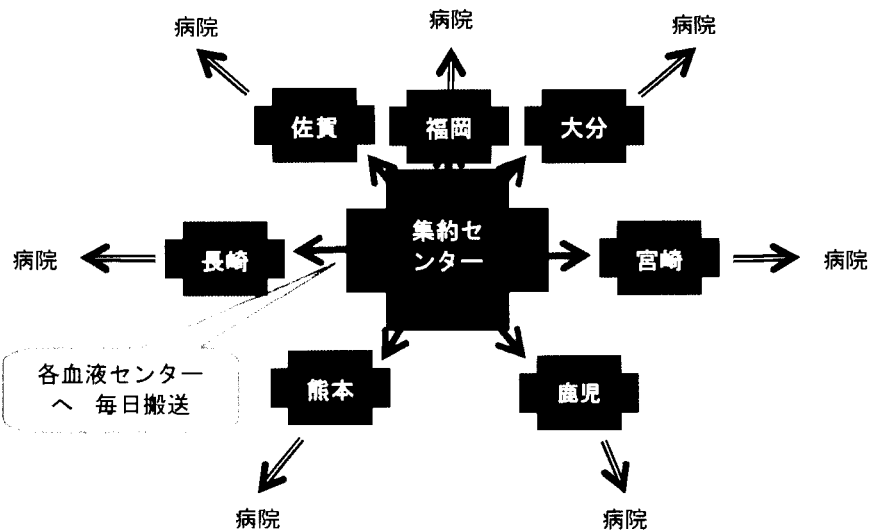 病院
病院
病院
佐賀
福岡
大分
集約セ
ンター
病院
長崎
宮崎
病院
各血液センター
へ 毎日搬送
熊本
鹿児
病院
病院